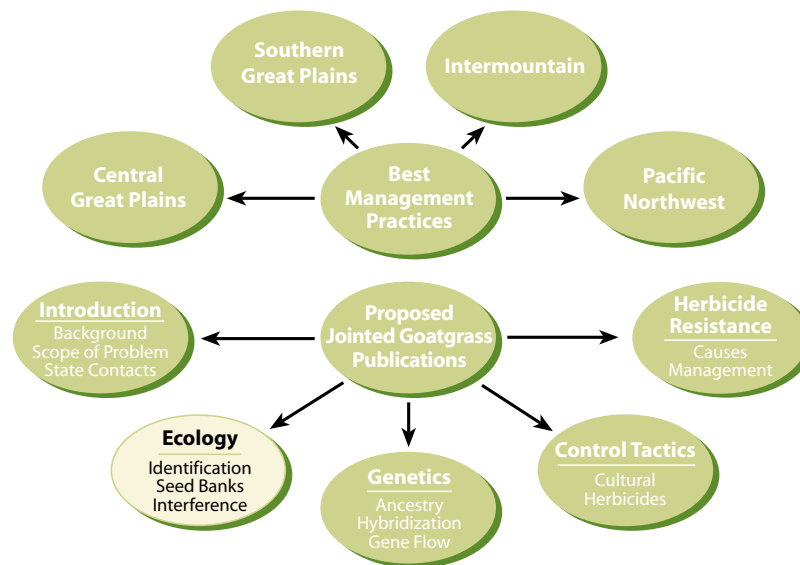 Southern
Great Plains
Intermountain
Central
Great Plains
Best
Management
Practices
Pacific
Northwest
Introduction
Background
Scope of Problem
State Contacts
Proposed
Jointed Goatgrass
Publications
Herbicide
Resistance
Causes
Management
Ecology
Identification
Seed Banks
Interference
Genetics
Ancestry
Hybridization
Gene Flow
Control Tactics
Cultural
Herbicides